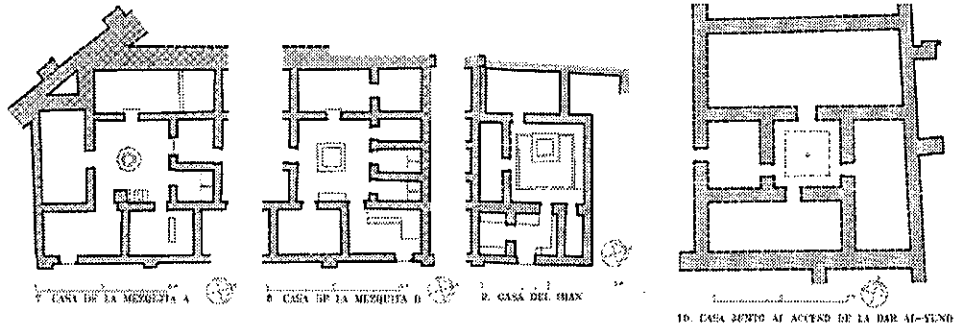 7. CASA DE LA MEZQUITA A
8. CASA DE LA MEZQUITA B
9. CASA DEL CHAN
10. CASA JUNTO AL ACCESO DE LA DAR AL-YUND